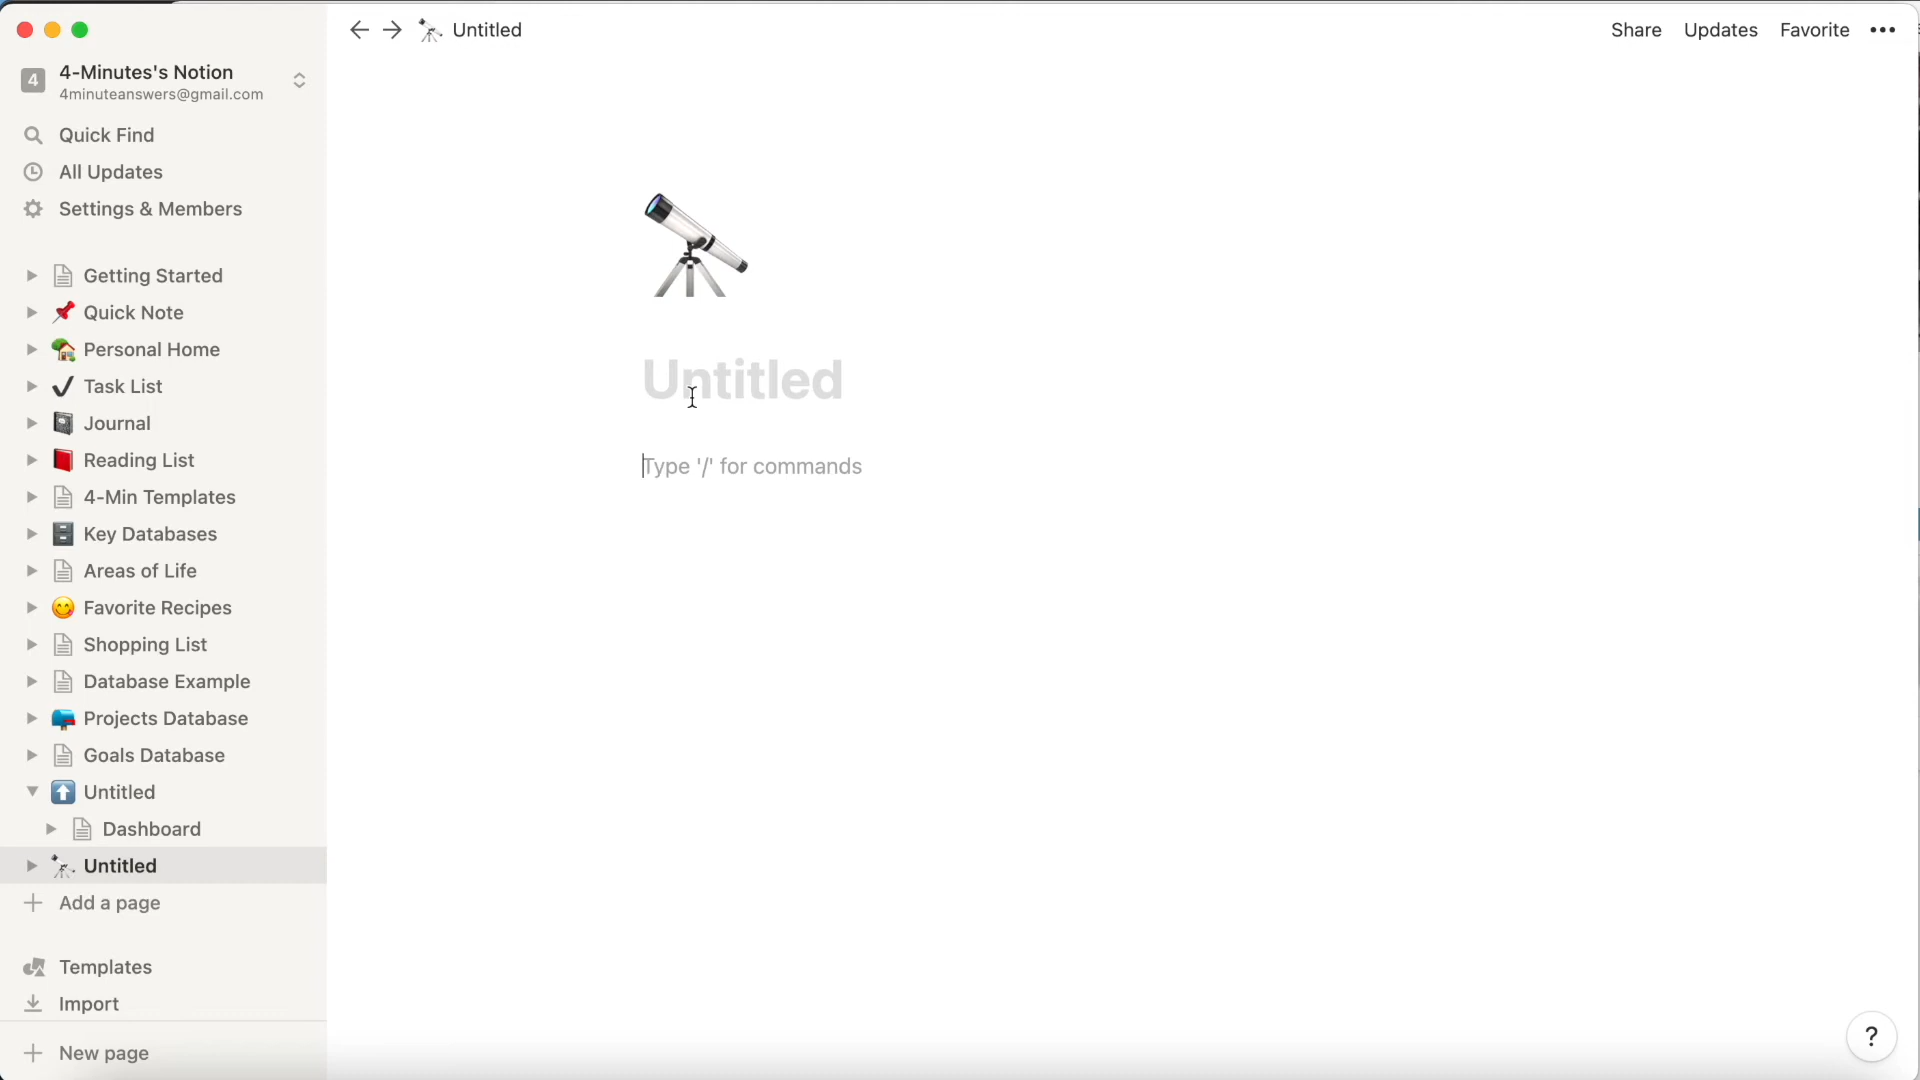 Untitled
Share
Updates
Favorite
4
4-Minutes's Notion
4minuteanswers@gmail.com
Quick Find
All Updates
Settings & Members
Getting Started
Quick Note
Personal Home
Task List
Journal
Reading List
4-Min Templates
Key Databases
Areas of Life
Favorite Recipes
Shopping List
Database Example
Projects Database
Goals Database
Untitled
Dashboard
Untitled
Add a page
Templates
Import
New page
Untitled
Type '/' for commands
?